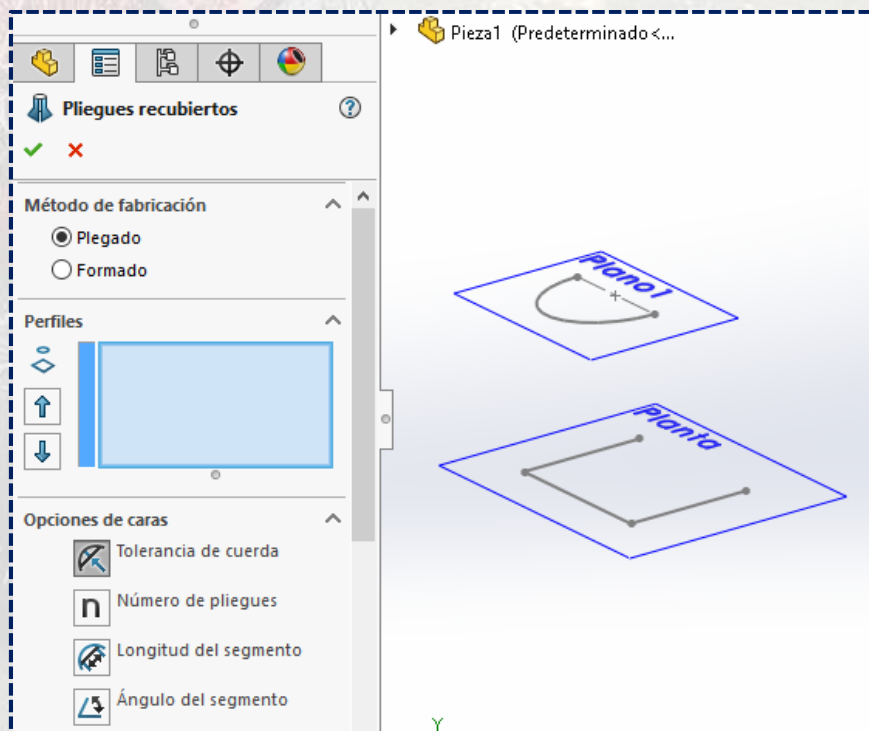 Pieza1 (Predeterminado<...
Pliegues recubiertos
Método de fabricación
Plegado
Formado
Perfiles
Opciones de caras
Tolerancia de cuerda
n Número de pliegues
Longitud del segmento
Ángulo del segmento
Plano1
Planta
Y